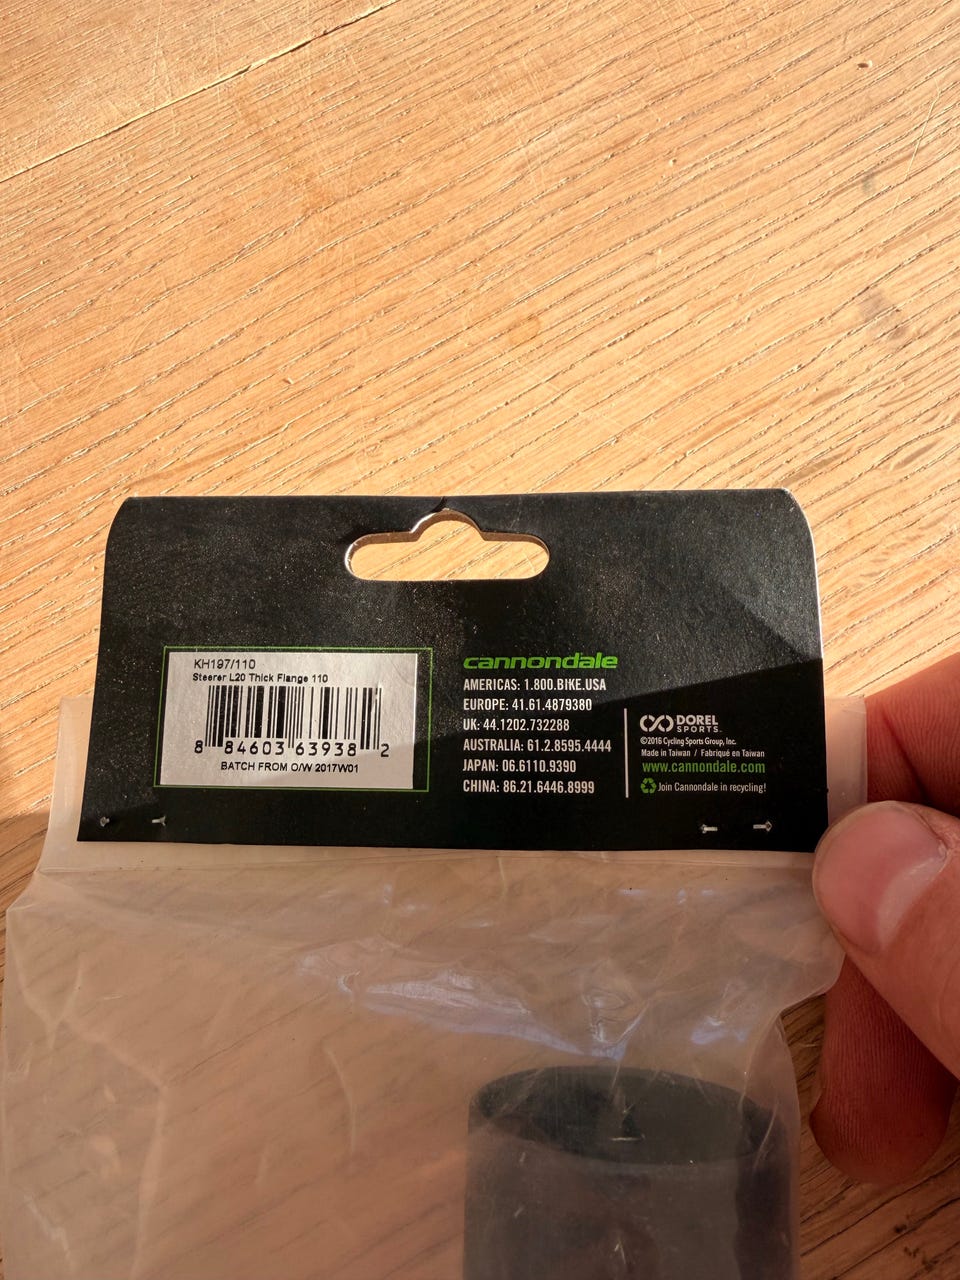 KH197/110
Steerer L20 Thick Flange 110
8 84603 63938 2
BATCH FROM O/W 2017W01
cannondale
AMERICAS: 1.800.BIKE.USA
EUROPE: 41.61.4879380
UK: 44.1202.732288
AUSTRALIA: 61.2.8595.4444
JAPAN: 06.6110.9390
CHINA: 86.21.6446.8999
DOREL
SPORTS™
©2016 Cycling Sports Group, Inc.
Made in Taiwan / Fabriqué en Taiwan
www.cannondale.com
Join Cannondale in recycling!